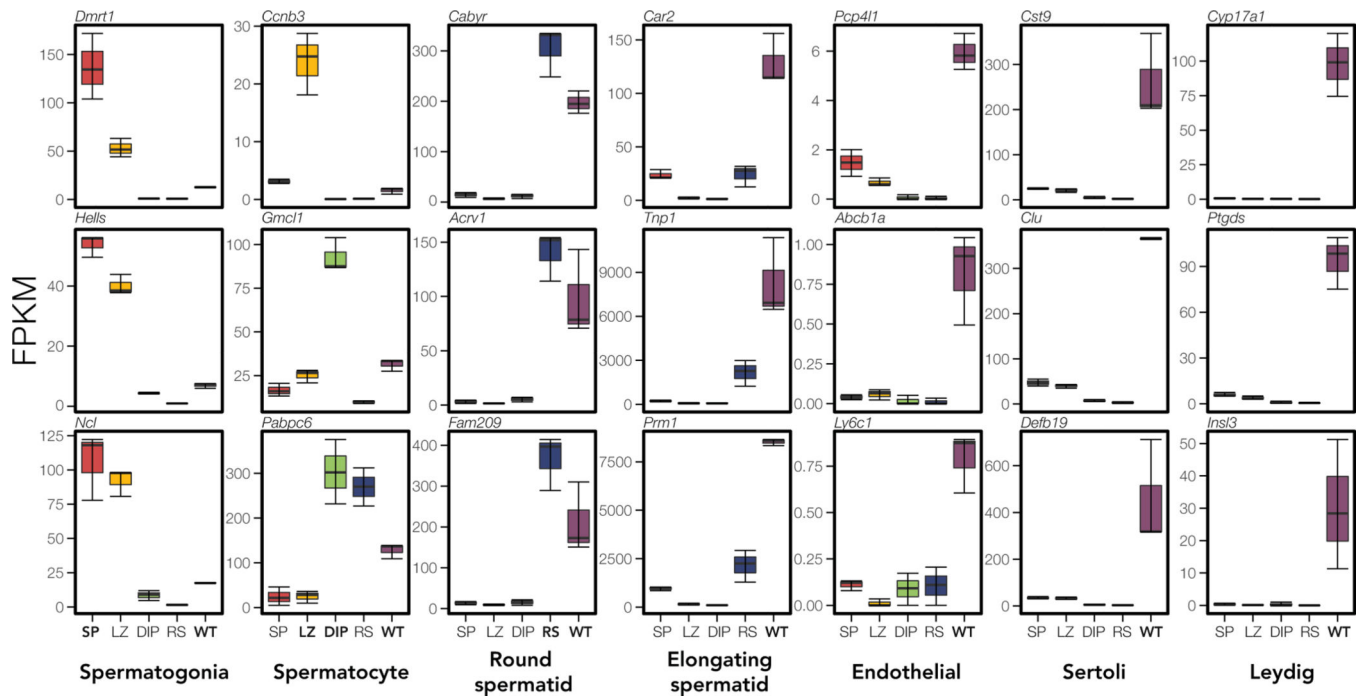 Dmrt1 Ccnb3 Cabyr Car2 Pcp4l1 Cst9 Cyp17a1
150 100 50 0
30 20 10 0
300 200 100 0
150 100 50 0
6 4 2 0
300 200 100 0
100 75 50 25 0
Hells Gmcl1 Acrv1 Tnp1 Abcb1a Clu Ptgds
40 20 0
100 75 50 25
150 100 50 0
9000 6000 3000 0
1.00 0.75 0.50 0.25 0.00
300 200 100 0
90 60 30 0
FPKM
Ncl Pabpc6 Fam209 Prm1 Ly6c1 Defb19 Insl3
125 100 75 50 25 0
300 200 100 0
400 300 200 100 0
7500 5000 2500 0
0.75 0.50 0.25 0.00
600 400 200 0
50 40 30 20 10 0
SP LZ DIP RS WT SP LZ DIP RS WT SP LZ DIP RS WT SP LZ DIP RS WT SP LZ DIP RS WT SP LZ DIP RS WT SP LZ DIP RS WT
Spermatogonia Spermatocyte Round spermatid Elongating spermatid Endothelial Sertoli Leydig